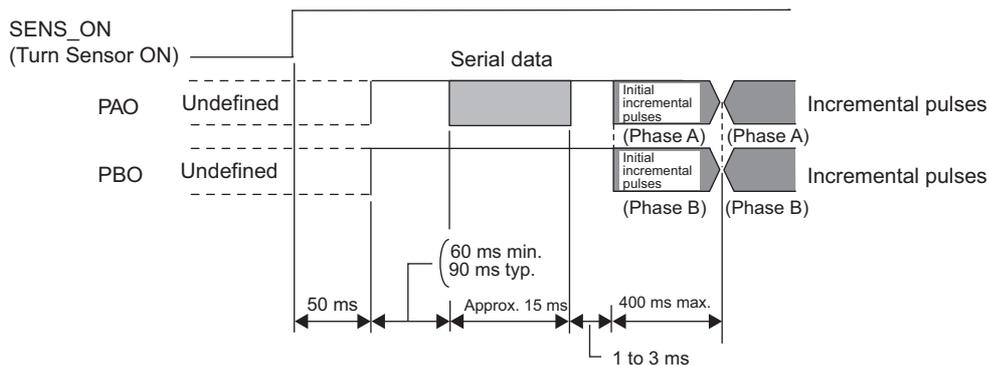 SENS_ON
(Turn Sensor ON)
Serial data
PAO
Undefined
Initial
incremental
pulses
Incremental pulses
(Phase A)
(Phase A)
PBO
Undefined
Initial
incremental
pulses
Incremental pulses
(Phase B)
(Phase B)
60 ms min.
90 ms typ.
50 ms
Approx. 15 ms
400 ms max.
1 to 3 ms